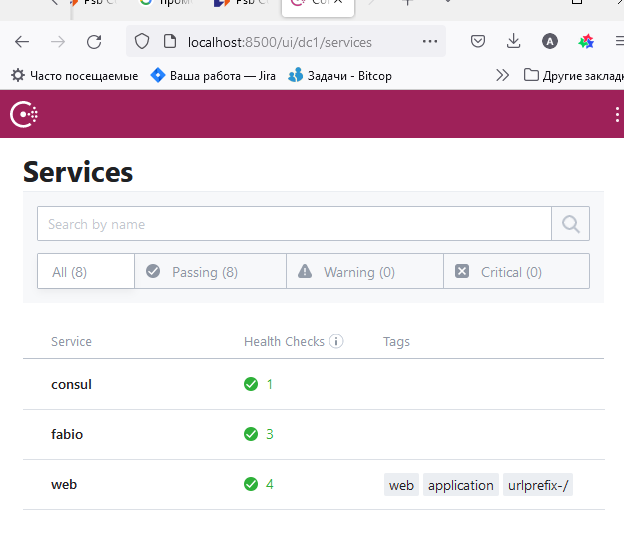 localhost:8500/ui/dc1/services
Часто посещаемые Ваша работа — Jira Задачи - Bitcop Другие заклад
Services
Search by name
All (8) Passing (8) Warning (0) Critical (0)
Service Health Checks Tags
consul 1
fabio 3
web 4 web application urlprefix-/